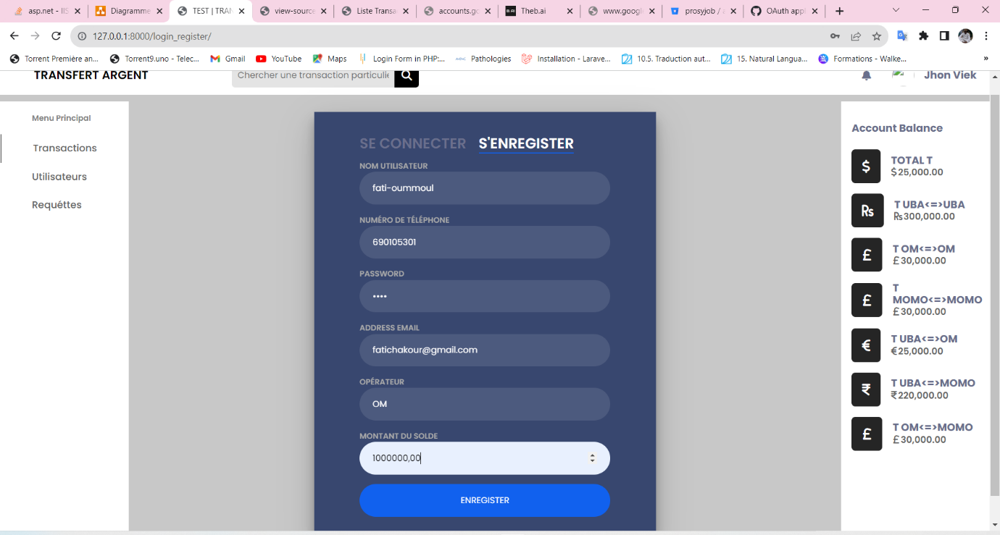 asp.net - IIS
Diagramme
TEST | TRAN
view-source
Liste Transa
accounts.go
Theb.ai
www.googl
prosyjob /
OAuth appl
127.0.0.1:8000/login_register/
Torrent Première an...
Torrent9.uno - Telec...
Gmail
YouTube
Maps
Login Form in PHP:...
Pathologies
Installation - Larave...
10.5. Traduction aut...
15. Natural Langua...
Formations - Walke...
»
TRANSFERT ARGENT
Chercher une transaction particuliè
Jhon Viek
Menu Principal
Transactions
Utilisateurs
Requéttes
SE CONNECTER S'ENREGISTER
NOM UTILISATEUR
fati-oummoul
NUMÉRO DE TÉLÉPHONE
690105301
PASSWORD
••••
ADDRESS EMAIL
fatichakour@gmail.com
OPÉRATEUR
OM
MONTANT DU SOLDE
1000000,00
ENREGISTER
Account Balance
$
TOTAL T
$25,000.00
₨
T UBA<=>UBA
₨300,000.00
£
T OM<=>OM
£30,000.00
£
T
MOMO<=>MOMO
£30,000.00
€
T UBA<=>OM
€25,000.00
₹
T UBA<=>MOMO
₹220,000.00
£
T OM<=>MOMO
£30,000.00